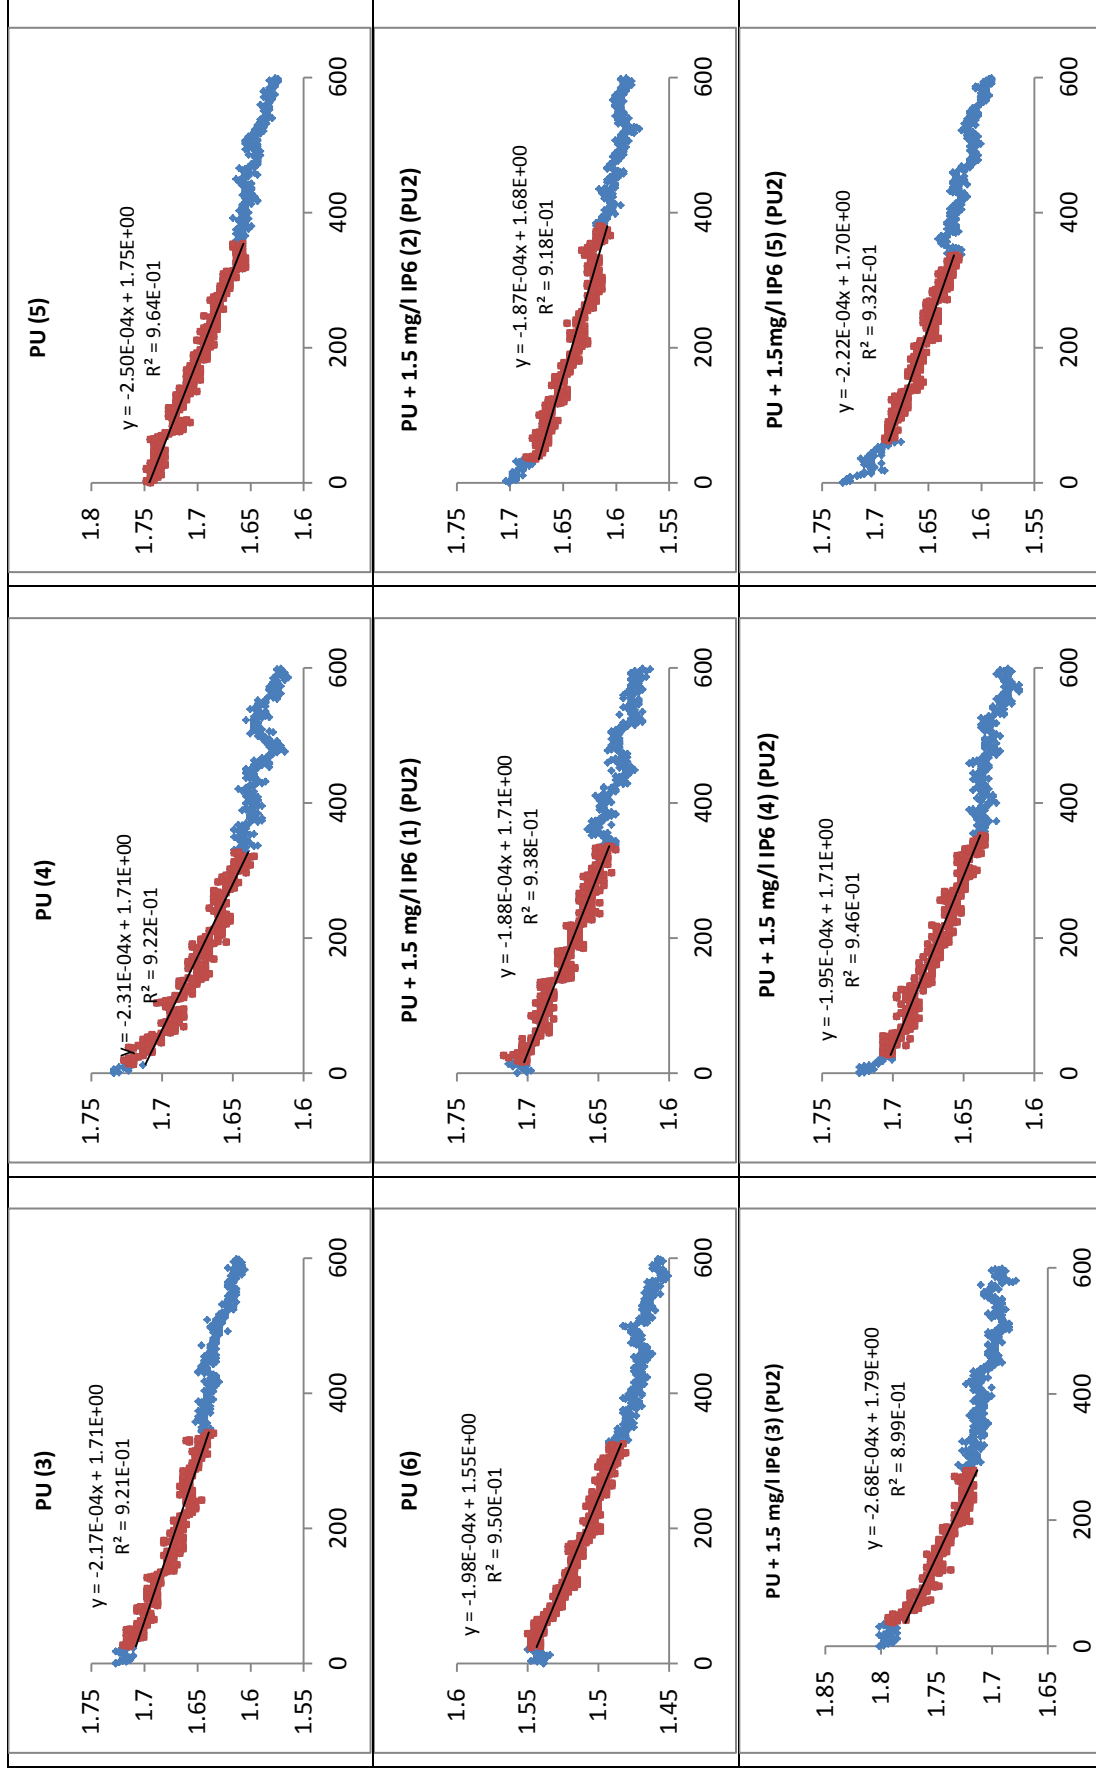 PU (3)
y = -2.17E-04x + 1.71E+00
R² = 9.21E-01
1.75
1.7
1.65
1.6
1.55
0 200 400 600
PU (4)
y = -2.31E-04x + 1.71E+00
R² = 9.22E-01
1.75
1.7
1.65
1.6
0 200 400 600
PU (5)
y = -2.50E-04x + 1.75E+00
R² = 9.64E-01
1.8
1.75
1.7
1.65
1.6
0 200 400 600
PU (6)
y = -1.98E-04x + 1.55E+00
R² = 9.50E-01
1.6
1.55
1.5
1.45
0 200 400 600
PU + 1.5 mg/l IP6 (1) (PU2)
y = -1.88E-04x + 1.71E+00
R² = 9.38E-01
1.75
1.7
1.65
1.6
0 200 400 600
PU + 1.5 mg/l IP6 (2) (PU2)
y = -1.87E-04x + 1.68E+00
R² = 9.18E-01
1.75
1.7
1.65
1.6
1.55
0 200 400 600
PU + 1.5 mg/l IP6 (3) (PU2)
y = -2.68E-04x + 1.79E+00
R² = 8.99E-01
1.85
1.8
1.75
1.7
1.65
0 200 400 600
PU + 1.5 mg/l IP6 (4) (PU2)
y = -1.95E-04x + 1.71E+00
R² = 9.46E-01
1.75
1.7
1.65
1.6
0 200 400 600
PU + 1.5mg/l IP6 (5) (PU2)
y = -2.22E-04x + 1.70E+00
R² = 9.32E-01
1.75
1.7
1.65
1.6
1.55
0 200 400 600